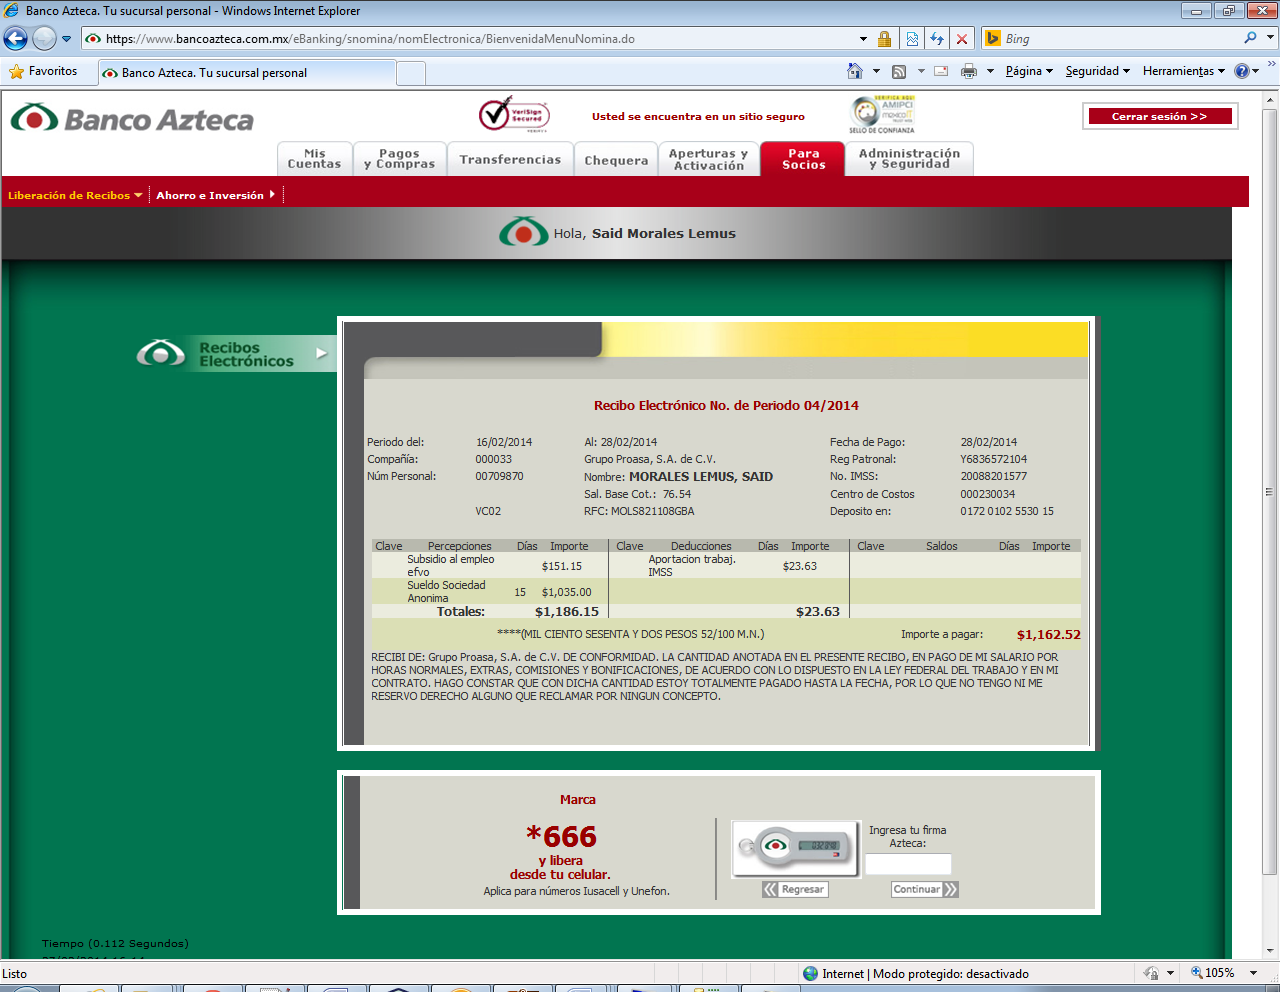 Banco Azteca. Tu sucursal personal - Windows Internet Explorer
https://www.bancoazteca.com.mx/eBanking/snomina/nomElectronica/BienvenidaMenuNomina.do
Bing
Favoritos
Banco Azteca. Tu sucursal personal
Página
Seguridad
Herramientas
Banco Azteca
VeriSign
Secured
VERIFY
Usted se encuentra en un sitio seguro
VERIFICA AQUÍ
AMIPCI
SELLO DE CONFIANZA
Cerrar sesión >>
Mis
Cuentas
Pagos
y Compras
Transferencias
Chequera
Aperturas y
Activación
Para
Socios
Administración
y Seguridad
Liberación de Recibos
Ahorro e Inversión
Hola, Said Morales Lemus
Recibos
Electrónicos
Recibo Electrónico No. de Periodo 04/2014
Periodo del: 16/02/2014 Al: 28/02/2014 Fecha de Pago: 28/02/2014
Compañía: 000033 Grupo Proasa, S.A. de C.V. Reg Patronal: Y6836572104
Núm Personal: 00709870 Nombre: MORALES LEMUS, SAID No. IMSS: 20088201577
Sal. Base Cot.: 76.54 Centro de Costos 000230034
VC02 RFC: MOLS821108GBA Deposito en: 0172 0102 5530 15
Clave Percepciones Días Importe Clave Deducciones Días Importe Clave Saldos Días Importe
Subsidio al empleo
efvo $151.15
Aportacion trabaj.
IMSS $23.63
Sueldo Sociedad
Anonima 15 $1,035.00
Totales: $1,186.15 $23.63
****(MIL CIENTO SESENTA Y DOS PESOS 52/100 M.N.) Importe a pagar: $1,162.52
RECIBI DE: Grupo Proasa, S.A. de C.V. DE CONFORMIDAD. LA CANTIDAD ANOTADA EN EL PRESENTE RECIBO, EN PAGO DE MI SALARIO POR
HORAS NORMALES, EXTRAS, COMISIONES Y BONIFICACIONES, DE ACUERDO CON LO DISPUESTO EN LA LEY FEDERAL DEL TRABAJO Y EN MI
CONTRATO. HAGO CONSTAR QUE CON DICHA CANTIDAD ESTOY TOTALMENTE PAGADO HASTA LA FECHA, POR LO QUE NO TENGO NI ME
RESERVO DERECHO ALGUNO QUE RECLAMAR POR NINGUN CONCEPTO.
Marca
*666
y libera
desde tu celular.
Aplica para números Iusacell y Unefon.
Ingresa tu firma
Azteca:
Regresar
Continuar
Tiempo (0.112 Segundos)
Listo
Internet | Modo protegido: desactivado
105%